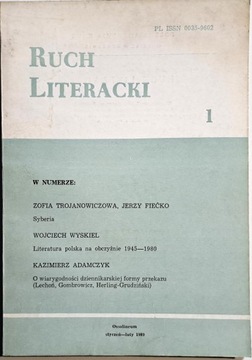 PL ISSN 0035-9602
RUCH
LITERACKI
1
W NUMERZE:
ZOFIA TROJANOWICZOWA, JERZY FIEĆKO
Syberia
WOJCIECH WYSKIEL
Literatura polska na obczyźnie 1945—1980
KAZIMIERZ ADAMCZYK
O wiarygodności dziennikarskiej formy przekazu
(Lechoń, Gombrowicz, Herling-Grudziński)
Ossolineum
styczeń—luty 1989